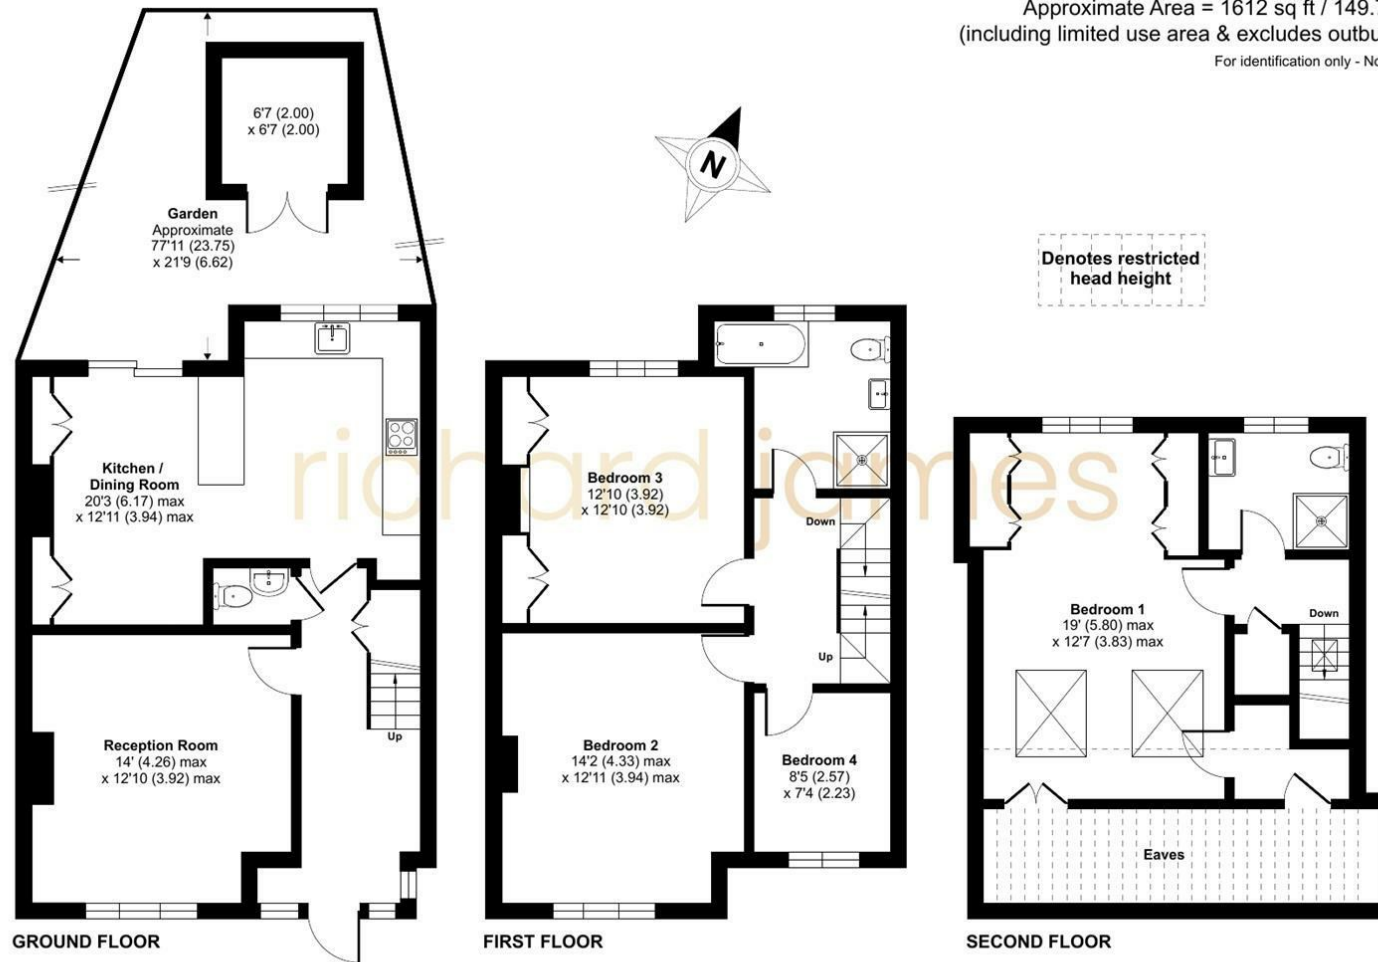 Approximate Area = 1612 sq ft / 149.7
(including limited use area & excludes outbu
For identification only - No
6'7 (2.00)
x 6'7 (2.00)
Garden
Approximate
77'11 (23.75)
x 21'9 (6.62)
N
Denotes restricted
head height
Kitchen /
Dining Room
20'3 (6.17) max
x 12'11 (3.94) max
Reception Room
14' (4.26) max
x 12'10 (3.92) max
Up
GROUND FLOOR
Bedroom 3
12'10 (3.92)
x 12'10 (3.92)
Down
Up
Bedroom 2
14'2 (4.33) max
x 12'11 (3.94) max
Bedroom 4
8'5 (2.57)
x 7'4 (2.23)
FIRST FLOOR
Bedroom 1
19' (5.80) max
x 12'7 (3.83) max
Down
Eaves
SECOND FLOOR
richard james